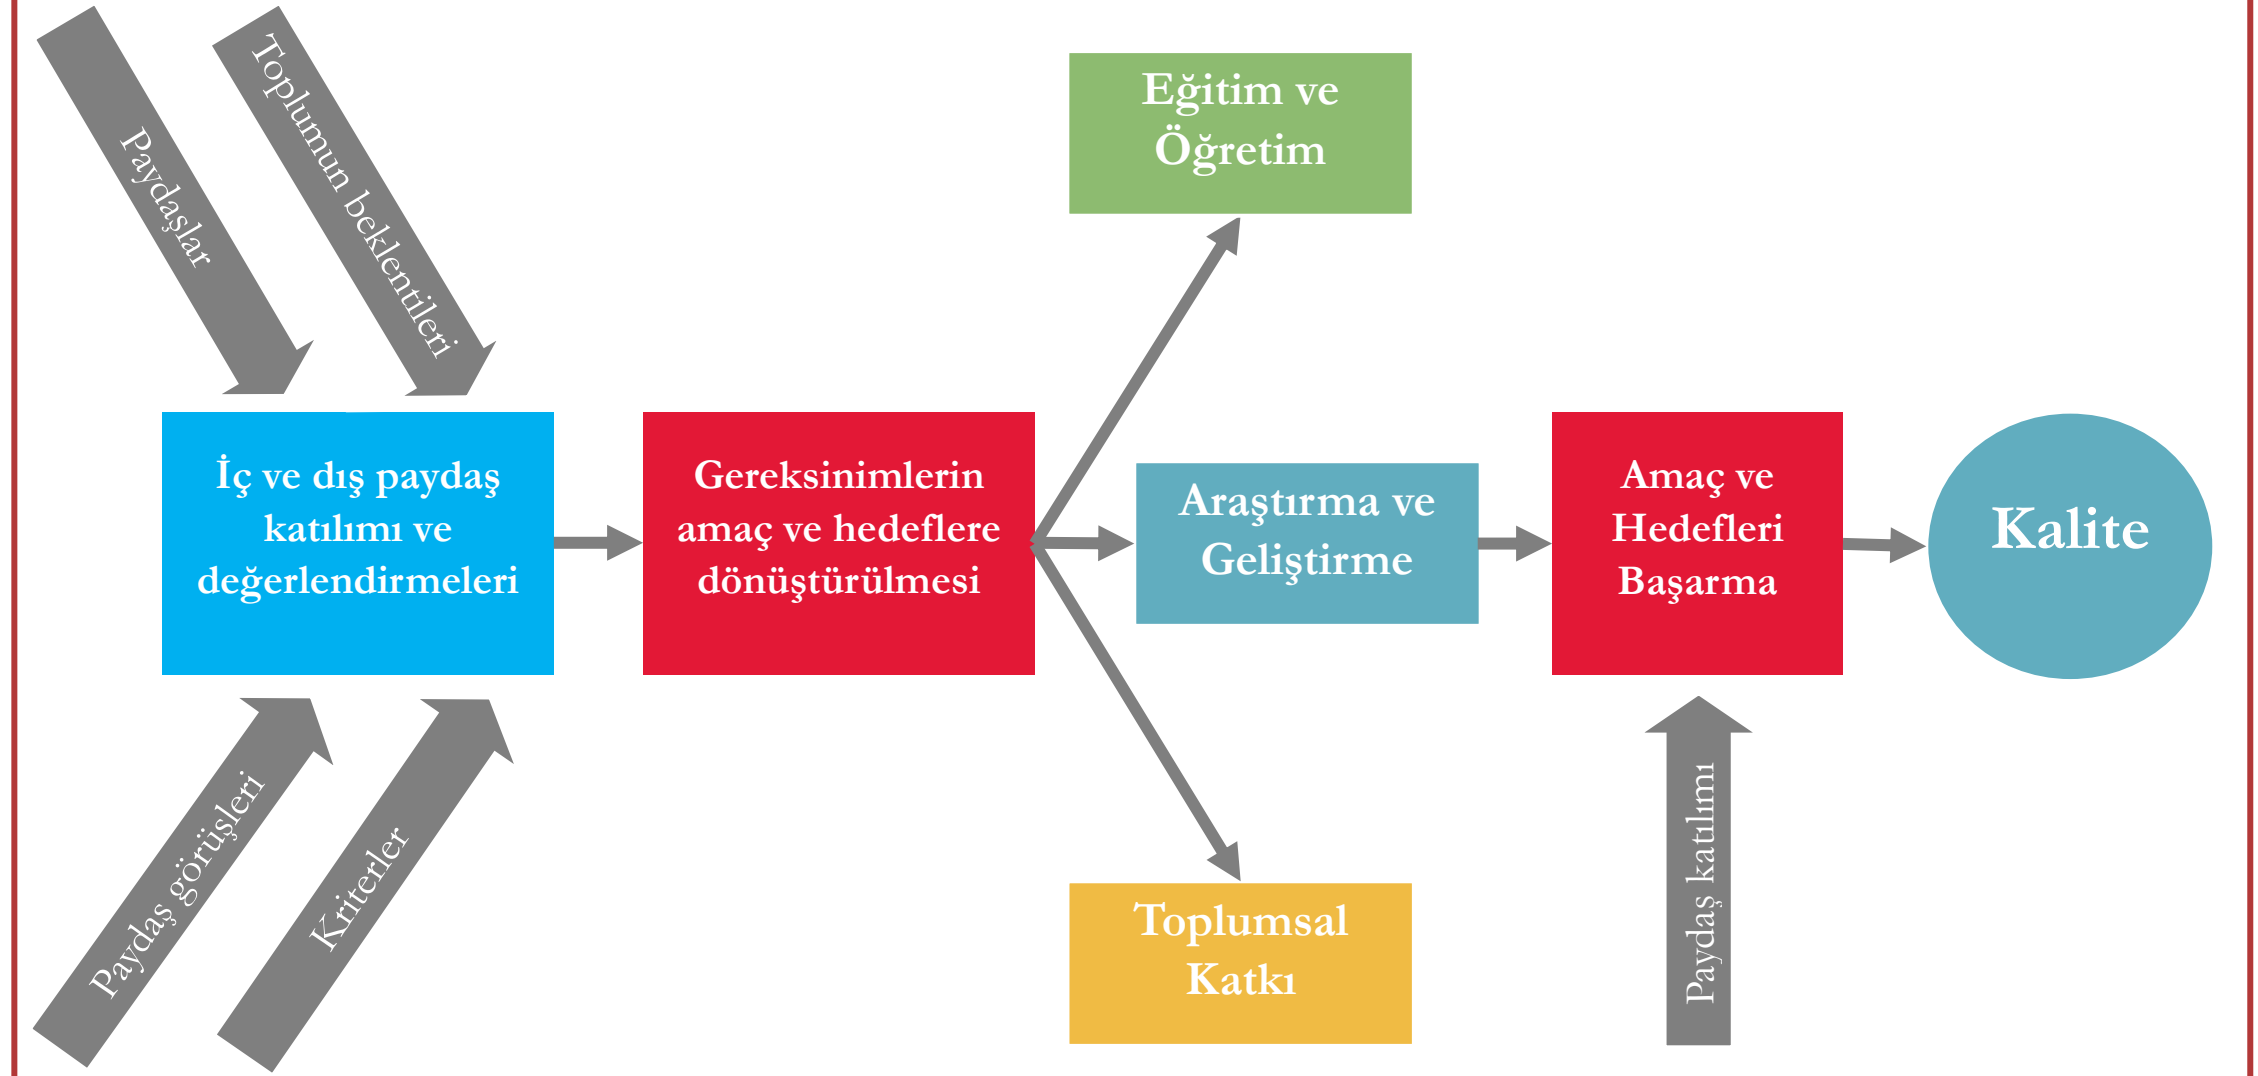 Paydaşlar
Toplumun beklentileri
Eğitim ve
Öğretim
İç ve dış paydaş
katılımı ve
değerlendirmeleri
Gereksinimlerin
amaç ve hedeflere
dönüştürülmesi
Araştırma ve
Geliştirme
Amaç ve
Hedefleri
Başarma
Kalite
Paydaş görüşleri
Kriterler
Toplumsal
Katkı
Paydaş katılımı